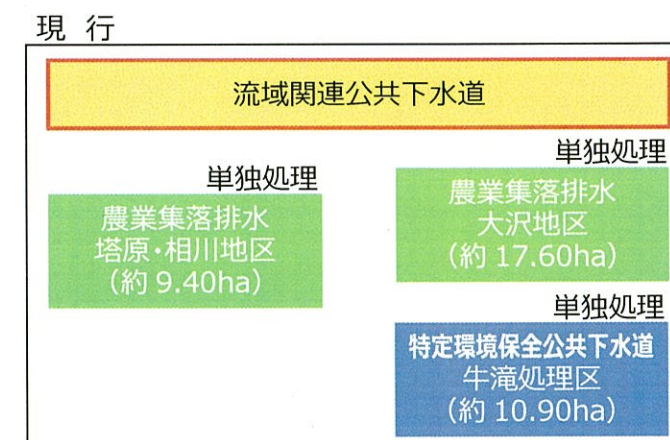 現 行
流域関連公共下水道
単独処理
農業集落排水
塔原・相川地区
(約 9.40ha)
単独処理
農業集落排水
大沢地区
(約 17.60ha)
単独処理
特定環境保全公共下水道
牛滝処理区
(約 10.90ha)